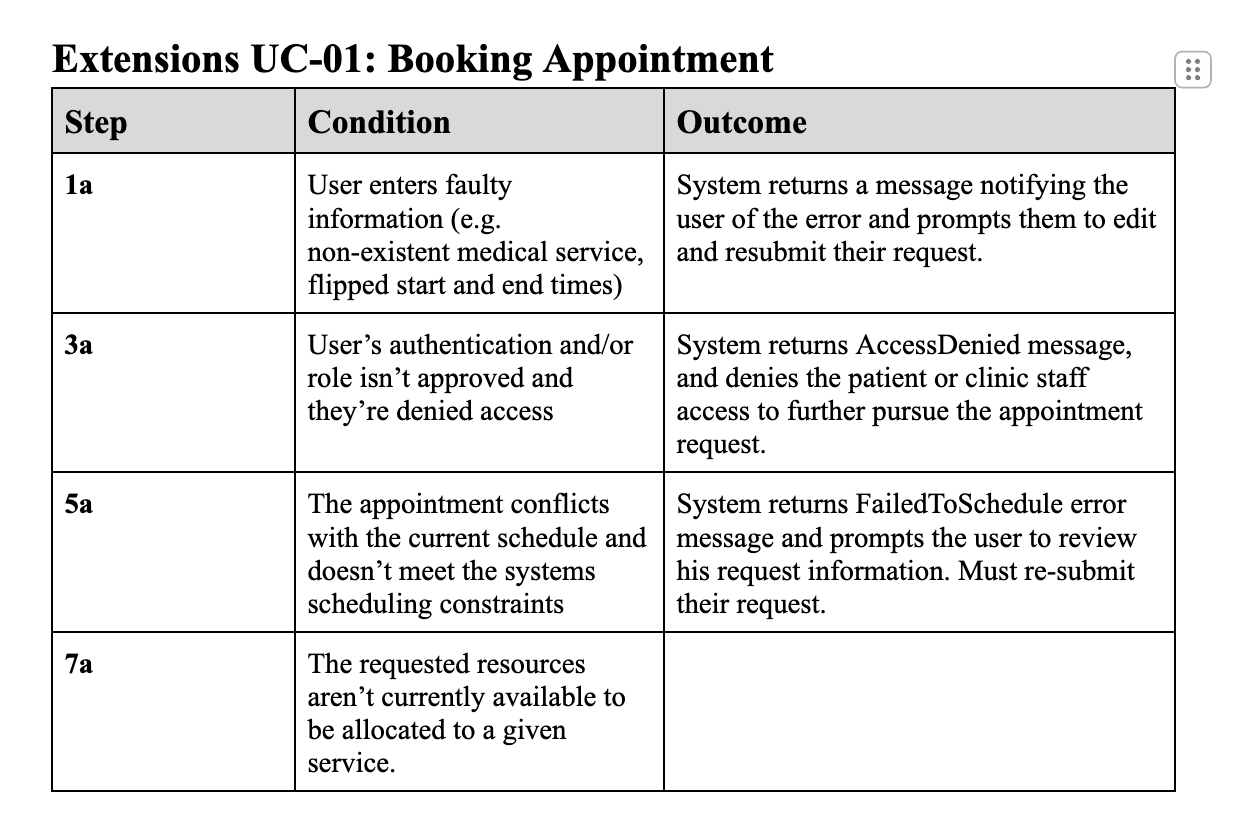 Extensions UC-01: Booking Appointment
Step Condition Outcome
1a
User enters faulty
information (e.g.
non-existent medical service,
flipped start and end times)
System returns a message notifying the
user of the error and prompts them to edit
and resubmit their request.
3a
User’s authentication and/or
role isn’t approved and
they’re denied access
System returns AccessDenied message,
and denies the patient or clinic staff
access to further pursue the appointment
request.
5a
The appointment conflicts
with the current schedule and
doesn’t meet the systems
scheduling constraints
System returns FailedToSchedule error
message and prompts the user to review
his request information. Must re-submit
their request.
7a
The requested resources
aren’t currently available to
be allocated to a given
service.